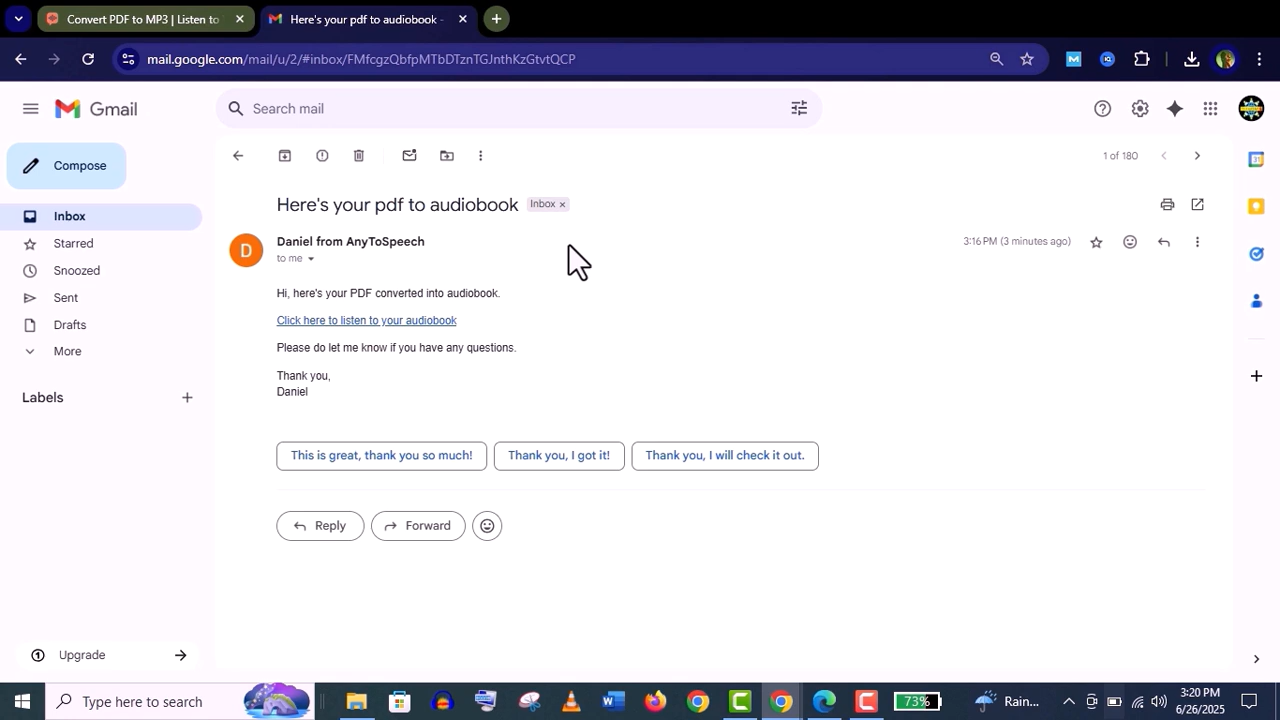 Convert PDF to MP3 | Listen to
Here's your pdf to audiobook -
mail.google.com/mail/u/2/#inbox/FMfcgzQbfpMTbDTznTGJnthKzGtvtQCP
Gmail
Search mail
Compose
1 of 180
Inbox
Starred
Snoozed
Sent
Drafts
More
Labels
Upgrade
Here's your pdf to audiobook Inbox x
D
Daniel from AnyToSpeech
3:16 PM (3 minutes ago)
to me
Hi, here's your PDF converted into audiobook.
Click here to listen to your audiobook
Please do let me know if you have any questions.
Thank you,
Daniel
This is great, thank you so much! Thank you, I got it! Thank you, I will check it out.
Reply Forward
Type here to search
73%
Rain...
3:20 PM
6/26/2025